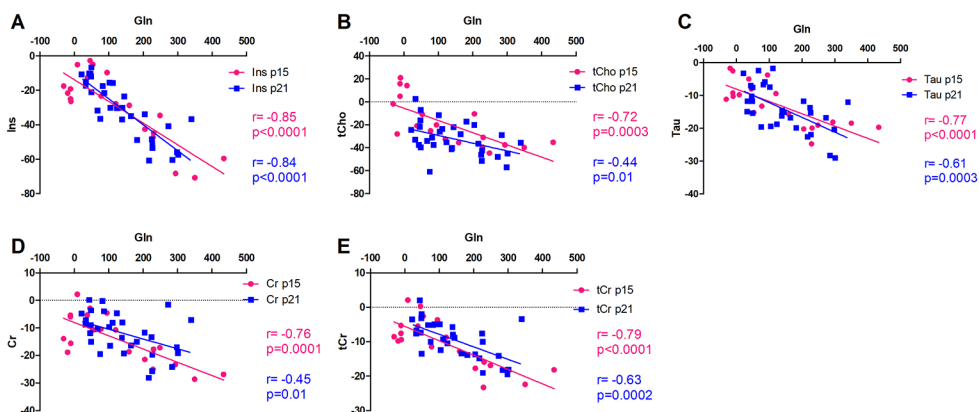 A
Gln
-100 0 100 200 300 400 500
0
-20
-40
-60
-80
Ins
Ins p15
Ins p21
r= -0.85
p<0.0001
r= -0.84
p<0.0001
B
Gln
-100 0 100 200 300 400 500
40
20
0
-20
-40
-60
-80
tCho
tCho p15
tCho p21
r= -0.72
p=0.0003
r= -0.44
p=0.01
C
Gln
-100 0 100 200 300 400 500
0
-10
-20
-30
-40
Tau
Tau p15
Tau p21
r= -0.77
p<0.0001
r= -0.61
p=0.0003
D
Gln
-100 0 100 200 300 400 500
10
0
-10
-20
-30
-40
Cr
Cr p15
Cr p21
r= -0.76
p=0.0001
r= -0.45
p=0.01
E
Gln
-100 0 100 200 300 400 500
10
0
-10
-20
-30
tCr
tCr p15
tCr p21
r= -0.79
p<0.0001
r= -0.63
p=0.0002